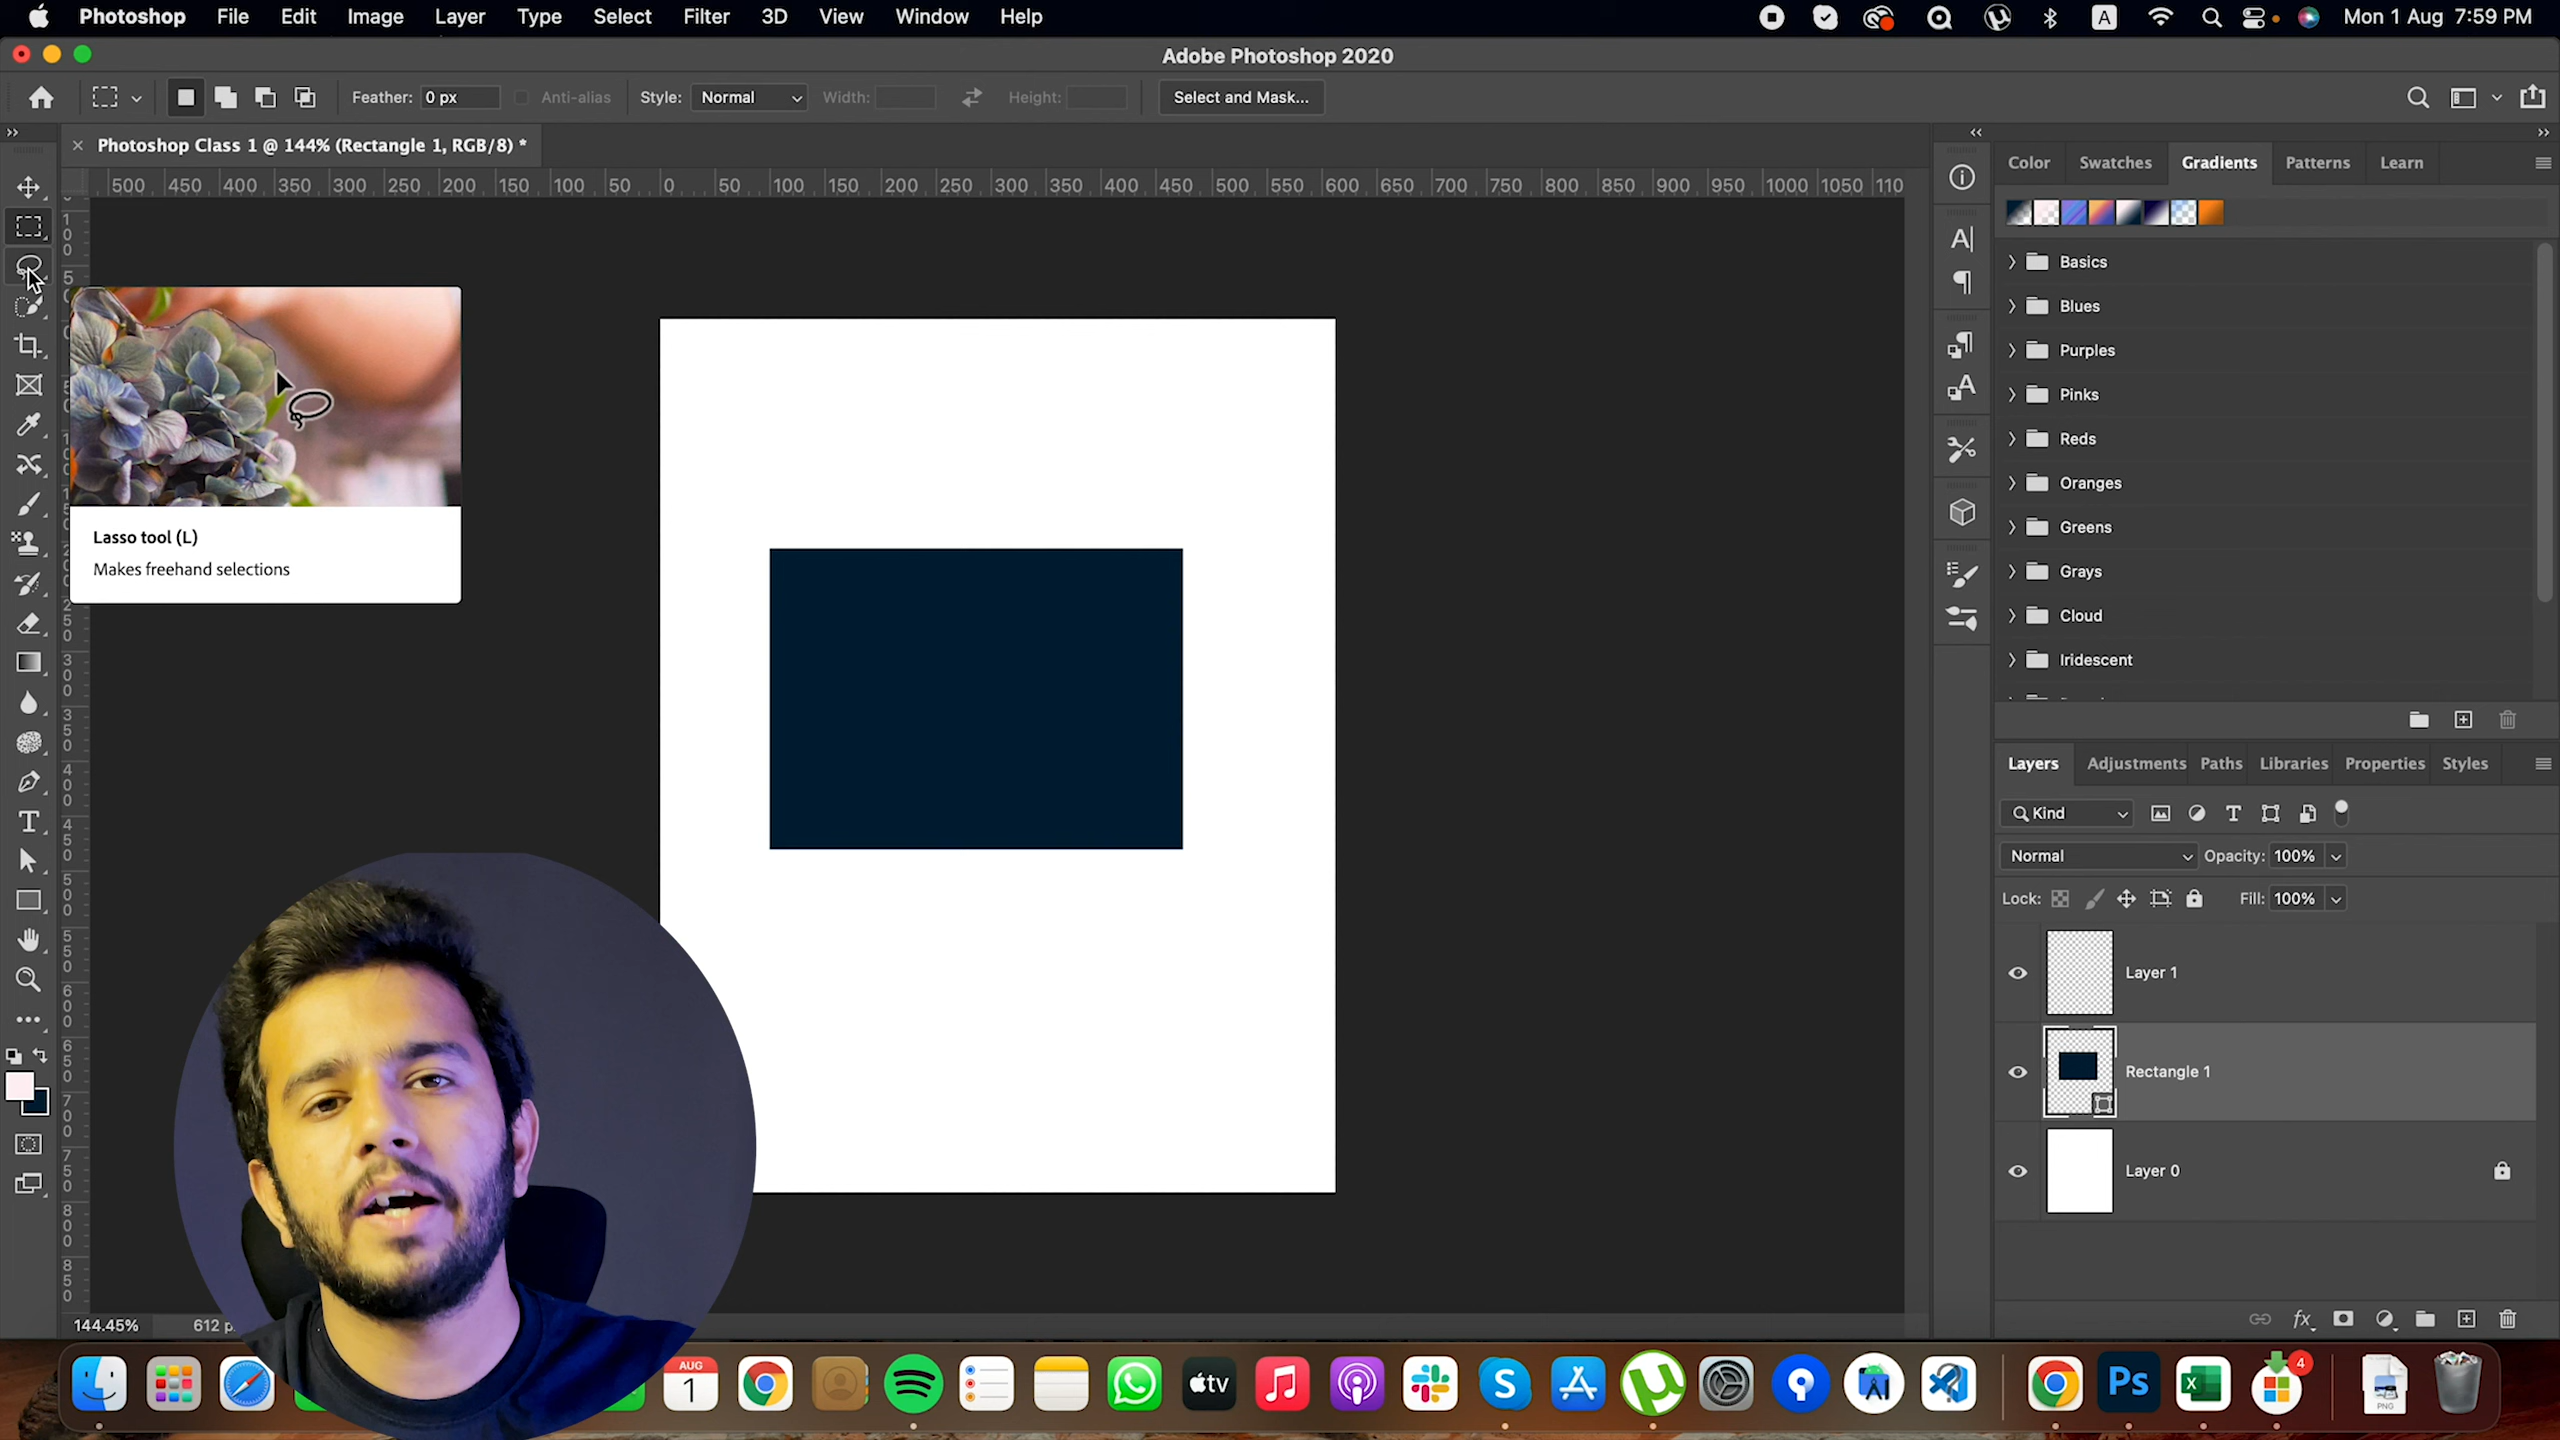 Photoshop File Edit Image Layer Type Select Filter 3D View Window Help
A Mon 1 Aug 7:59 PM
Adobe Photoshop 2020
Feather: 0 px Anti-alias Style: Normal Width: Height: Select and Mask...
Photoshop Class 1 @ 144% (Rectangle 1, RGB/8) *
500 450 400 350 300 250 200 150 100 50 0 50 100 150 200 250 300 350 400 450 500 550 600 650 700 750 800 850 900 950 1000 1050 110
Lasso tool (L)
Makes freehand selections
Color Swatches Gradients Patterns Learn
Basics
Blues
Purples
Pinks
Reds
Oranges
Greens
Grays
Cloud
Iridescent
Layers Adjustments Paths Libraries Properties Styles
Kind
Normal Opacity: 100%
Lock: Fill: 100%
Layer 1
Rectangle 1
Layer 0
fx
144.45% 612 p
AUG
1
tv
S
A
Ps
X
4
PNG